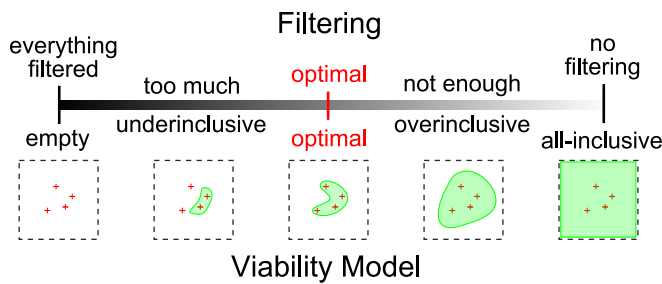 Filtering
everything
filtered
too much
optimal
not enough
no
filtering
empty
underinclusive
optimal
overinclusive
all-inclusive
Viability Model